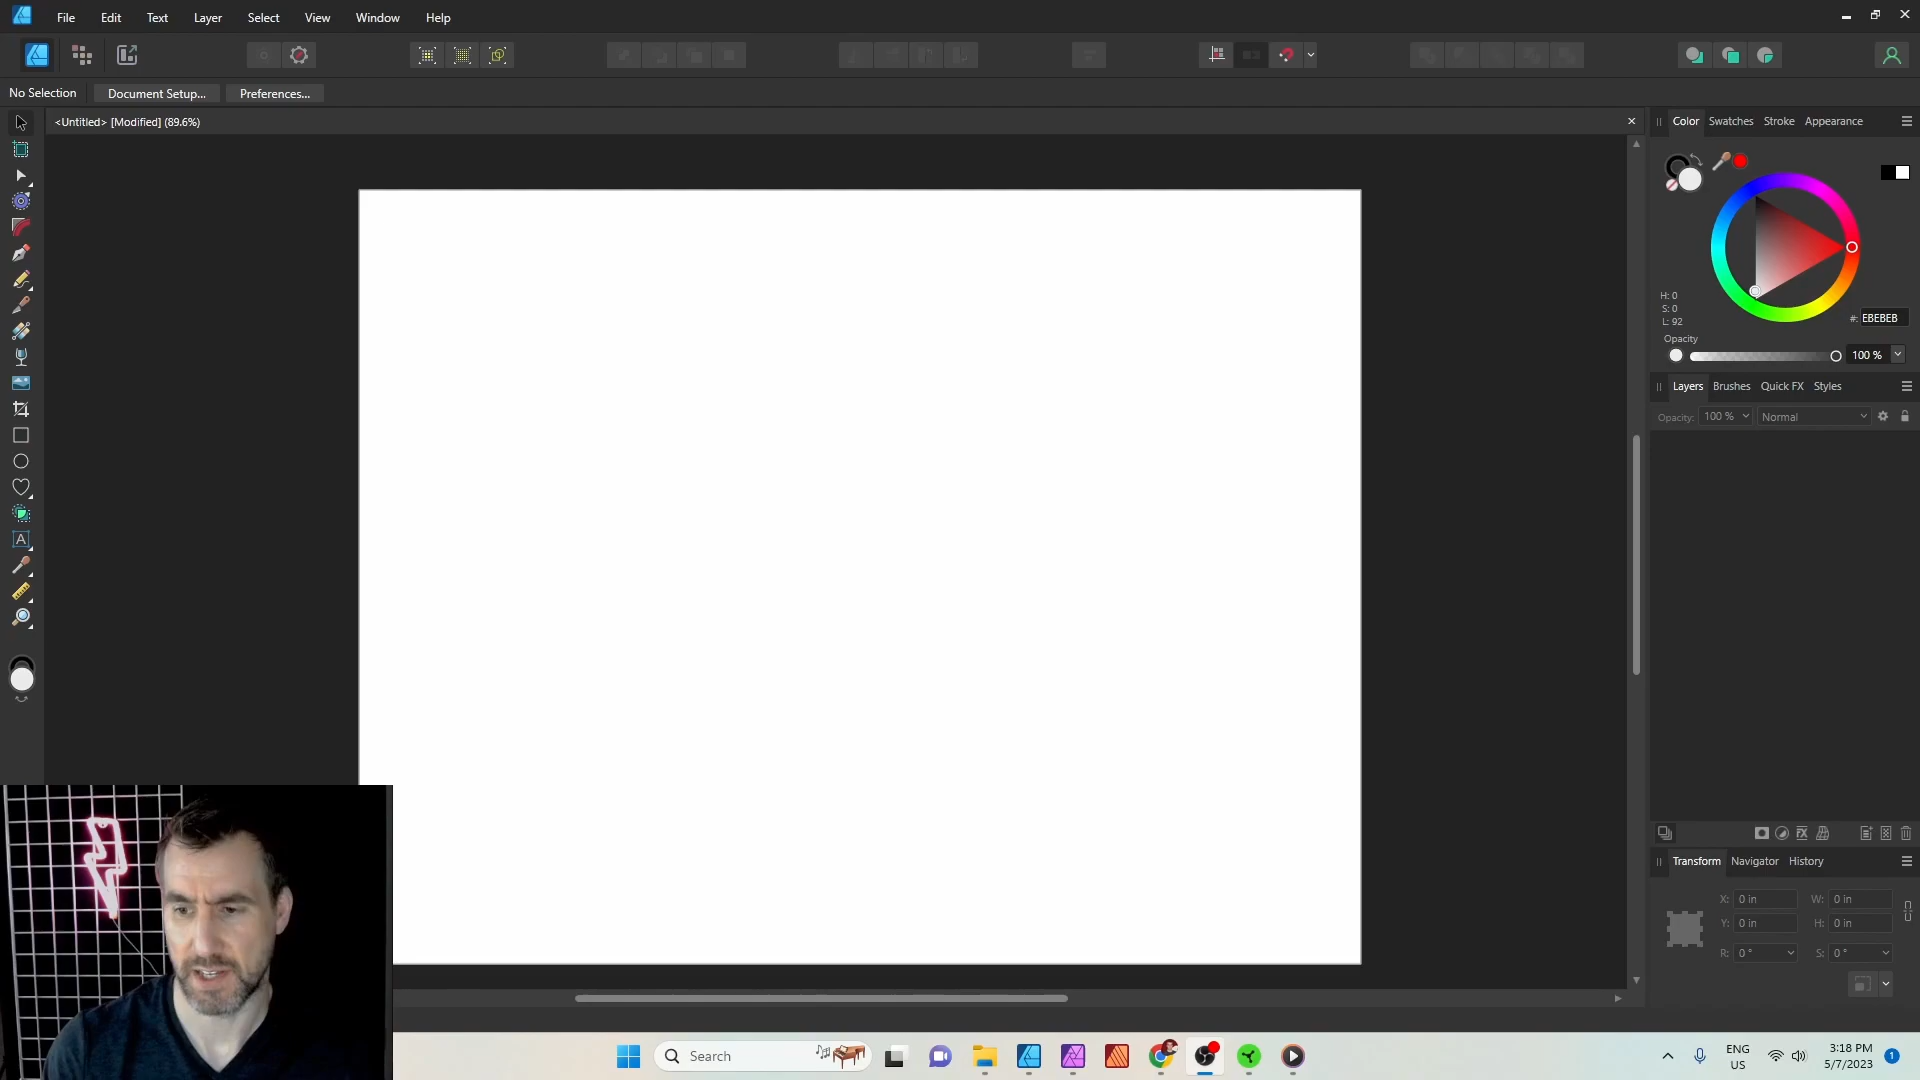 File Edit Text Layer Select View Window Help
No Selection Document Setup... Preferences...
<Untitled> [Modified] (89.6%)
Color Swatches Stroke Appearance
H: 0
S: 0
L: 92
#: EBEBEB
Opacity
100 %
Layers Brushes Quick FX Styles
Opacity: 100 % Normal
A
fx
Transform Navigator History
X: 0 in W: 0 in
Y: 0 in H: 0 in
R: 0 ° S: 0 °
Search
ENG
US
3:18 PM
5/7/2023
1